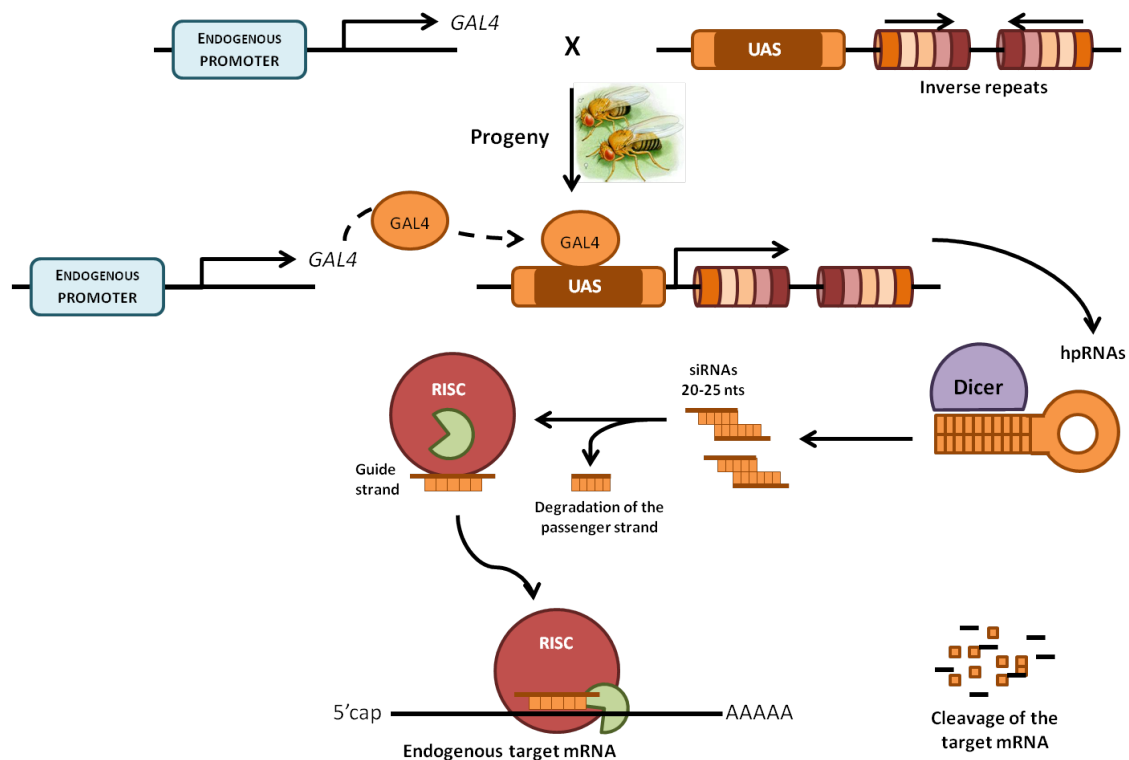 ENDOGENOUS
PROMOTER
GAL4
X
UAS
Inverse repeats
Progeny
GAL4
GAL4
GAL4
ENDOGENOUS
PROMOTER
UAS
hpRNAs
Dicer
siRNAs
20-25 nts
RISC
Guide
strand
Degradation of the
passenger strand
RISC
5'cap
AAAAA
Endogenous target mRNA
Cleavage of the
target mRNA